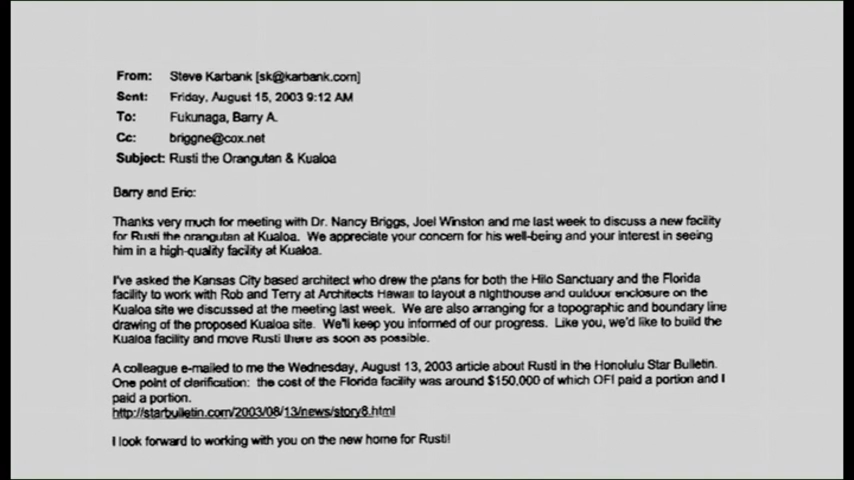 From: Steve Karbank [sk@karbank.com]
Sent: Friday, August 15, 2003 9:12 AM
To: Fukunaga, Barry A.
Cc: briggne@cox.net
Subject: Rusti the Orangutan & Kualoa
Barry and Eric:
Thanks very much for meeting with Dr. Nancy Briggs, Joel Winston and me last week to discuss a new facility
for Rusti the orangutan at Kualoa. We appreciate your concern for his well-being and your interest in seeing
him in a high-quality facility at Kualoa.
I've asked the Kansas City based architect who drew the plans for both the Hilo Sanctuary and the Florida
facility to work with Rob and Terry at Architects Hawaii to layout a nighthouse and outdoor enclosure on the
Kualoa site we discussed at the meeting last week. We are also arranging for a topographic and boundary line
drawing of the proposed Kualoa site. We'll keep you informed of our progress. Like you, we'd like to build the
Kualoa facility and move Rusti there as soon as possible.
A colleague e-mailed to me the Wednesday, August 13, 2003 article about Rusti in the Honolulu Star Bulletin.
One point of clarification: the cost of the Florida facility was around $150,000 of which OFI paid a portion and I
paid a portion.
http://starbulletin.com/2003/08/13/news/story8.html
I look forward to working with you on the new home for Rusti!